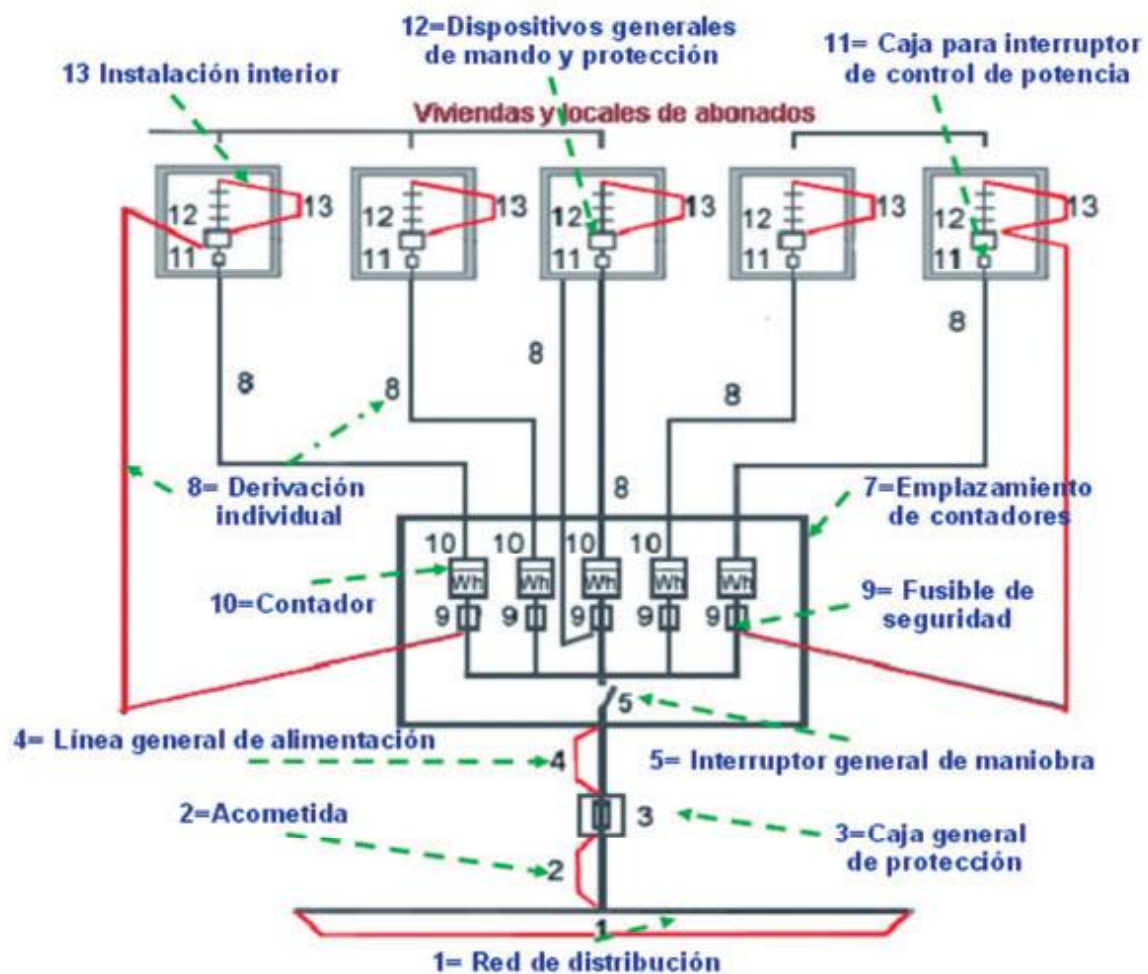 12=Dispositivos generales
de mando y protección
11= Caja para interruptor
de control de potencia
13 Instalación interior
Viviendas y locales de abonados
12 13 12 13 12 13 12 13 12 13
11 11 11 11 11
8 8 8 8 8
8
8= Derivación
individual
7=Emplazamiento
de contadores
10 10 10 10
Wh Wh Wh Wh Wh
10=Contador
9 9 9 9 9
9= Fusible de
seguridad
5
4= Línea general de alimentación
4
5= Interruptor general de maniobra
2=Acometida
3
3=Caja general
de protección
2
1
1= Red de distribución